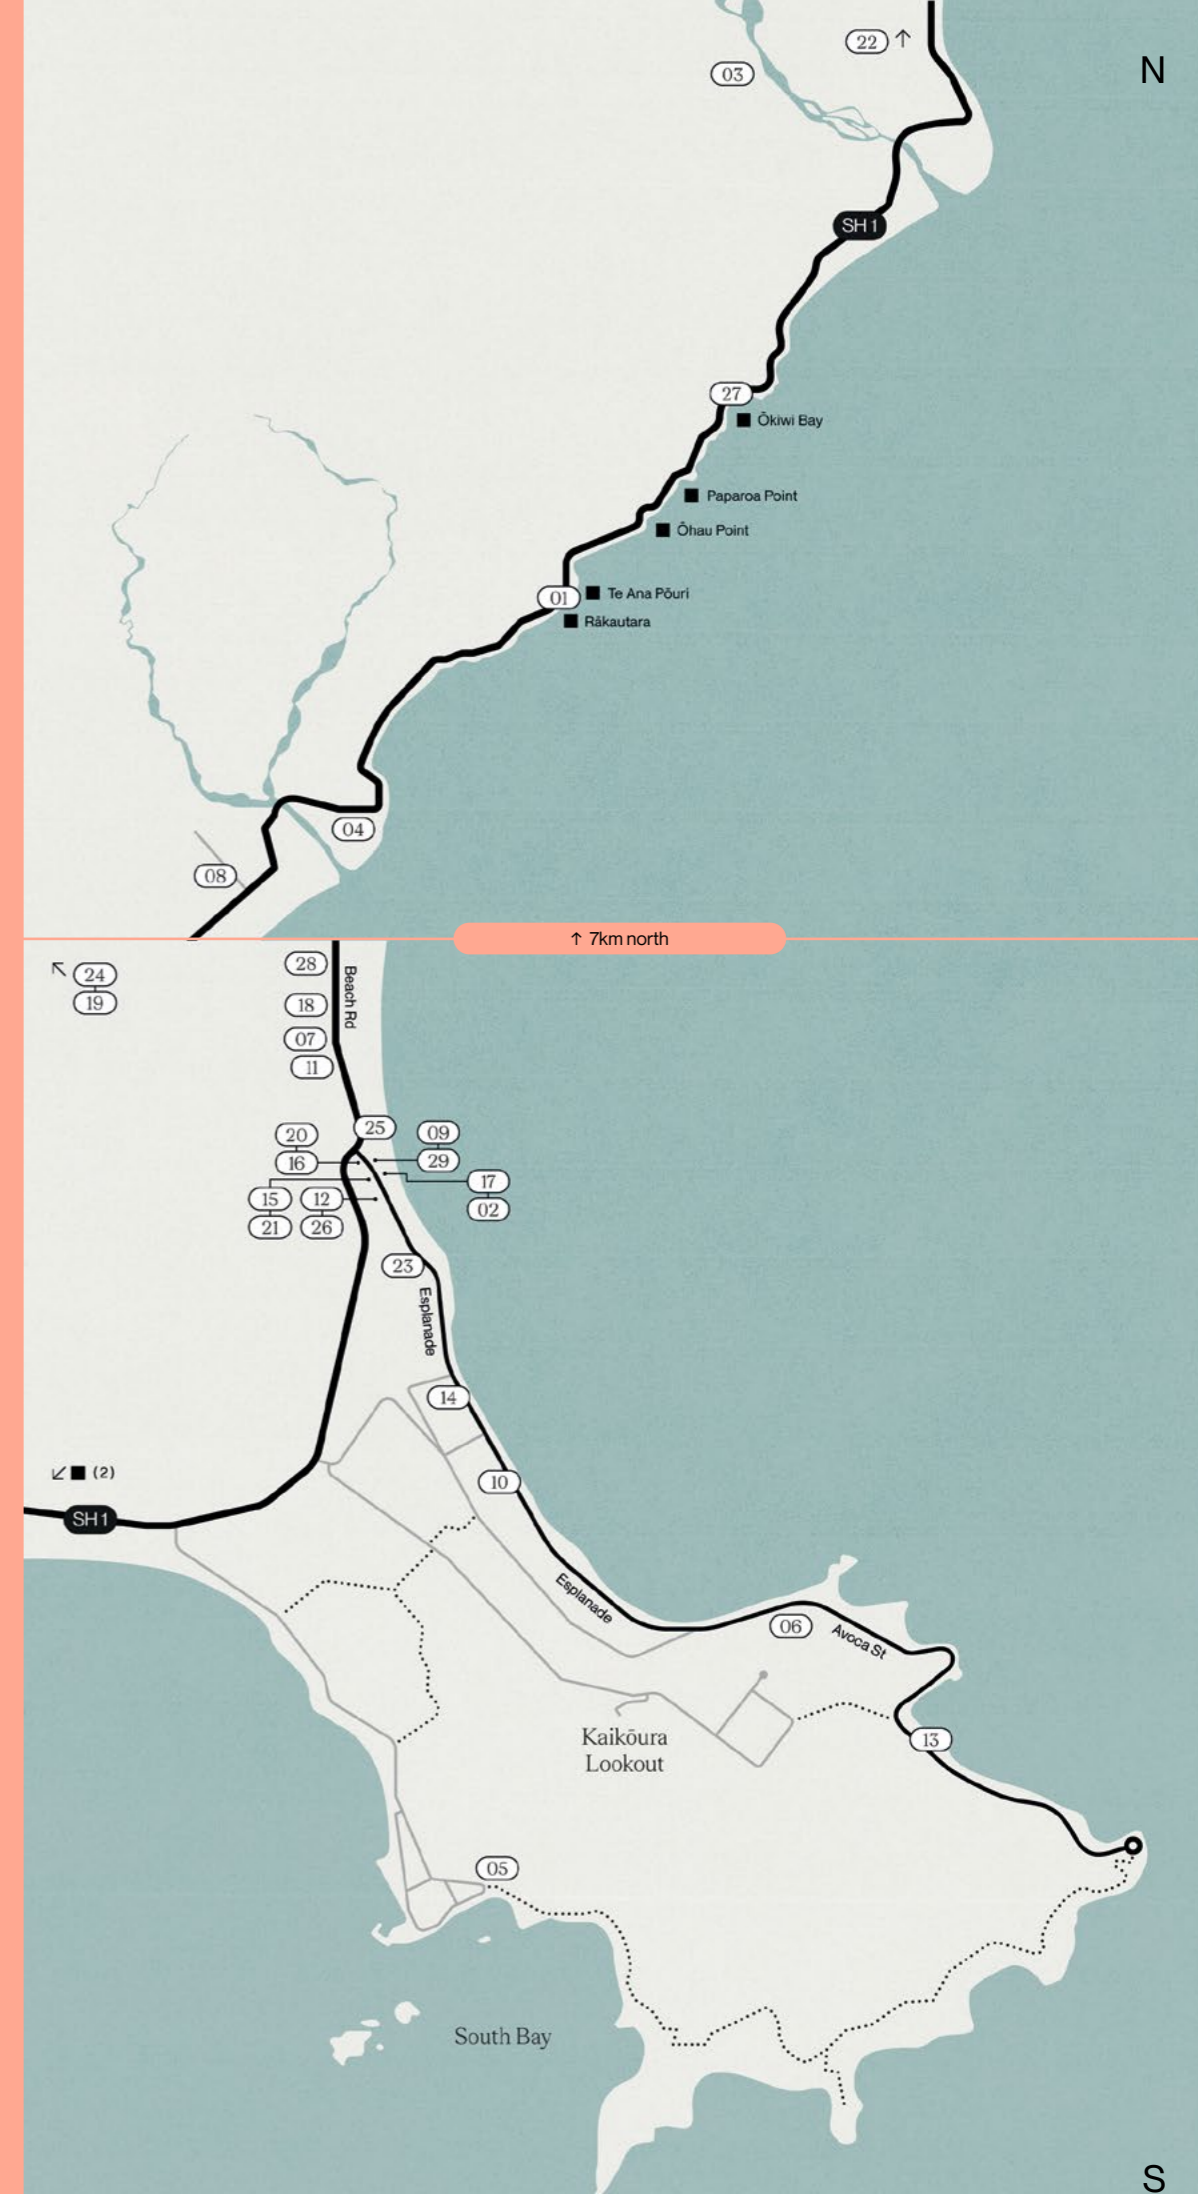 22 ↑
N
03
SH 1
27
Ōkiwi Bay
Paparoa Point
Ōhau Point
Te Ana Pōuri
01
Rākautara
04
08
↑ 7km north
28
↖ 24
19
Beach Rd
18
07
11
25
20
09
16
29
17
15
12
02
21
26
23
Esplanade
14
↙ ■ (2)
10
SH 1
Esplanade
06
Avoca St
Kaikōura
Lookout
13
05
South Bay
S